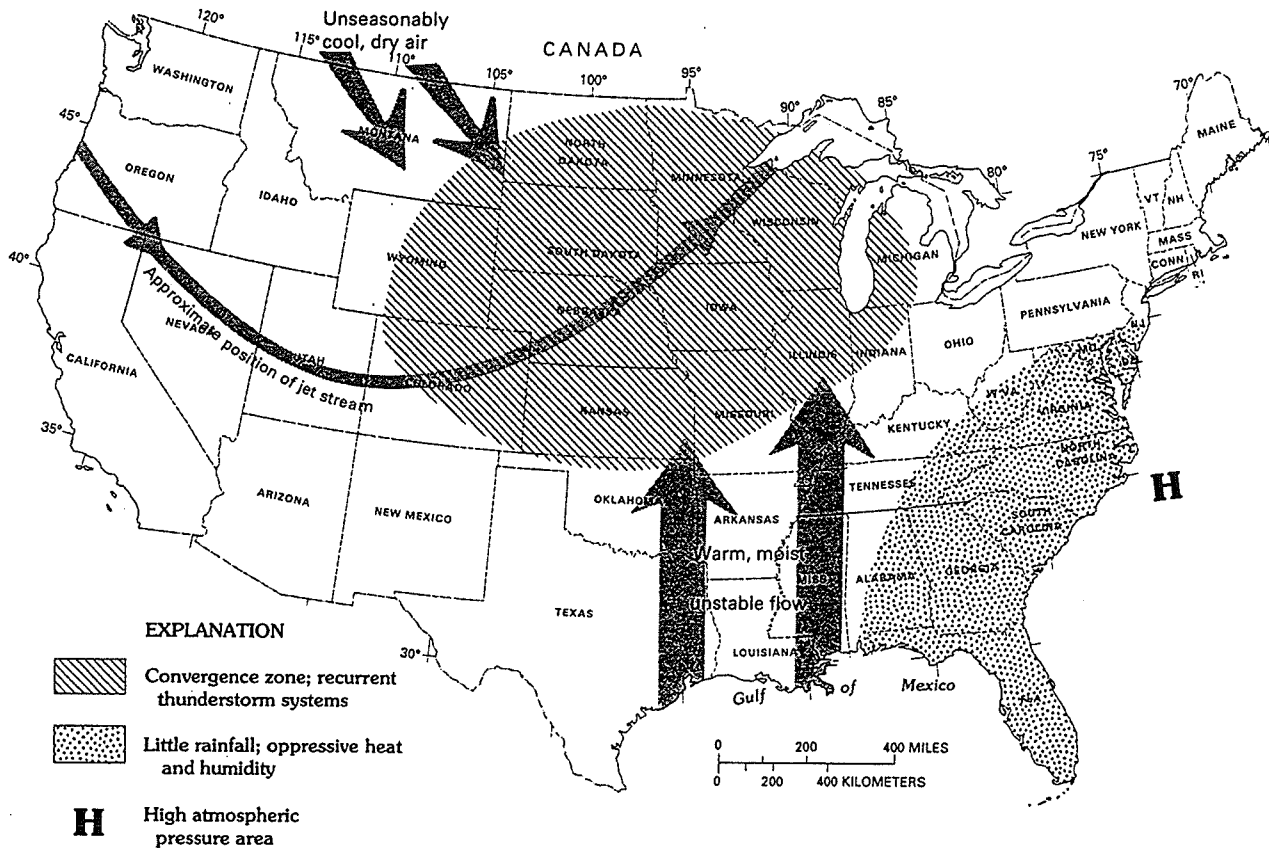 Unseasonably
cool, dry air
CANADA
120°
115°
110°
105°
100°
95°
90°
85°
80°
75°
70°
45°
40°
35°
30°
WASHINGTON
OREGON
IDAHO
MONTANA
NORTH
DAKOTA
MINNESOTA
WISCONSIN
MICHIGAN
MAINE
VT
NH
NEW YORK
MASS
CONN
RI
WYOMING
SOUTH DAKOTA
NEBRASKA
IOWA
ILLINOIS
INDIANA
OHIO
PENNSYLVANIA
NJ
MD
DEL
W VA
VIRGINIA
CALIFORNIA
NEVADA
UTAH
COLORADO
Approximate position of jet stream
KANSAS
MISSOURI
KENTUCKY
NORTH
CAROLINA
ARIZONA
NEW MEXICO
OKLAHOMA
ARKANSAS
TENNESSEE
SOUTH
CAROLINA
H
Warm, moist
unstable flow
TEXAS
MISS
ALABAMA
GEORGIA
LOUISIANA
FLA
Gulf of Mexico
EXPLANATION
Convergence zone; recurrent
thunderstorm systems
Little rainfall; oppressive heat
and humidity
H High atmospheric
pressure area
0 200 400 MILES
0 200 400 KILOMETERS